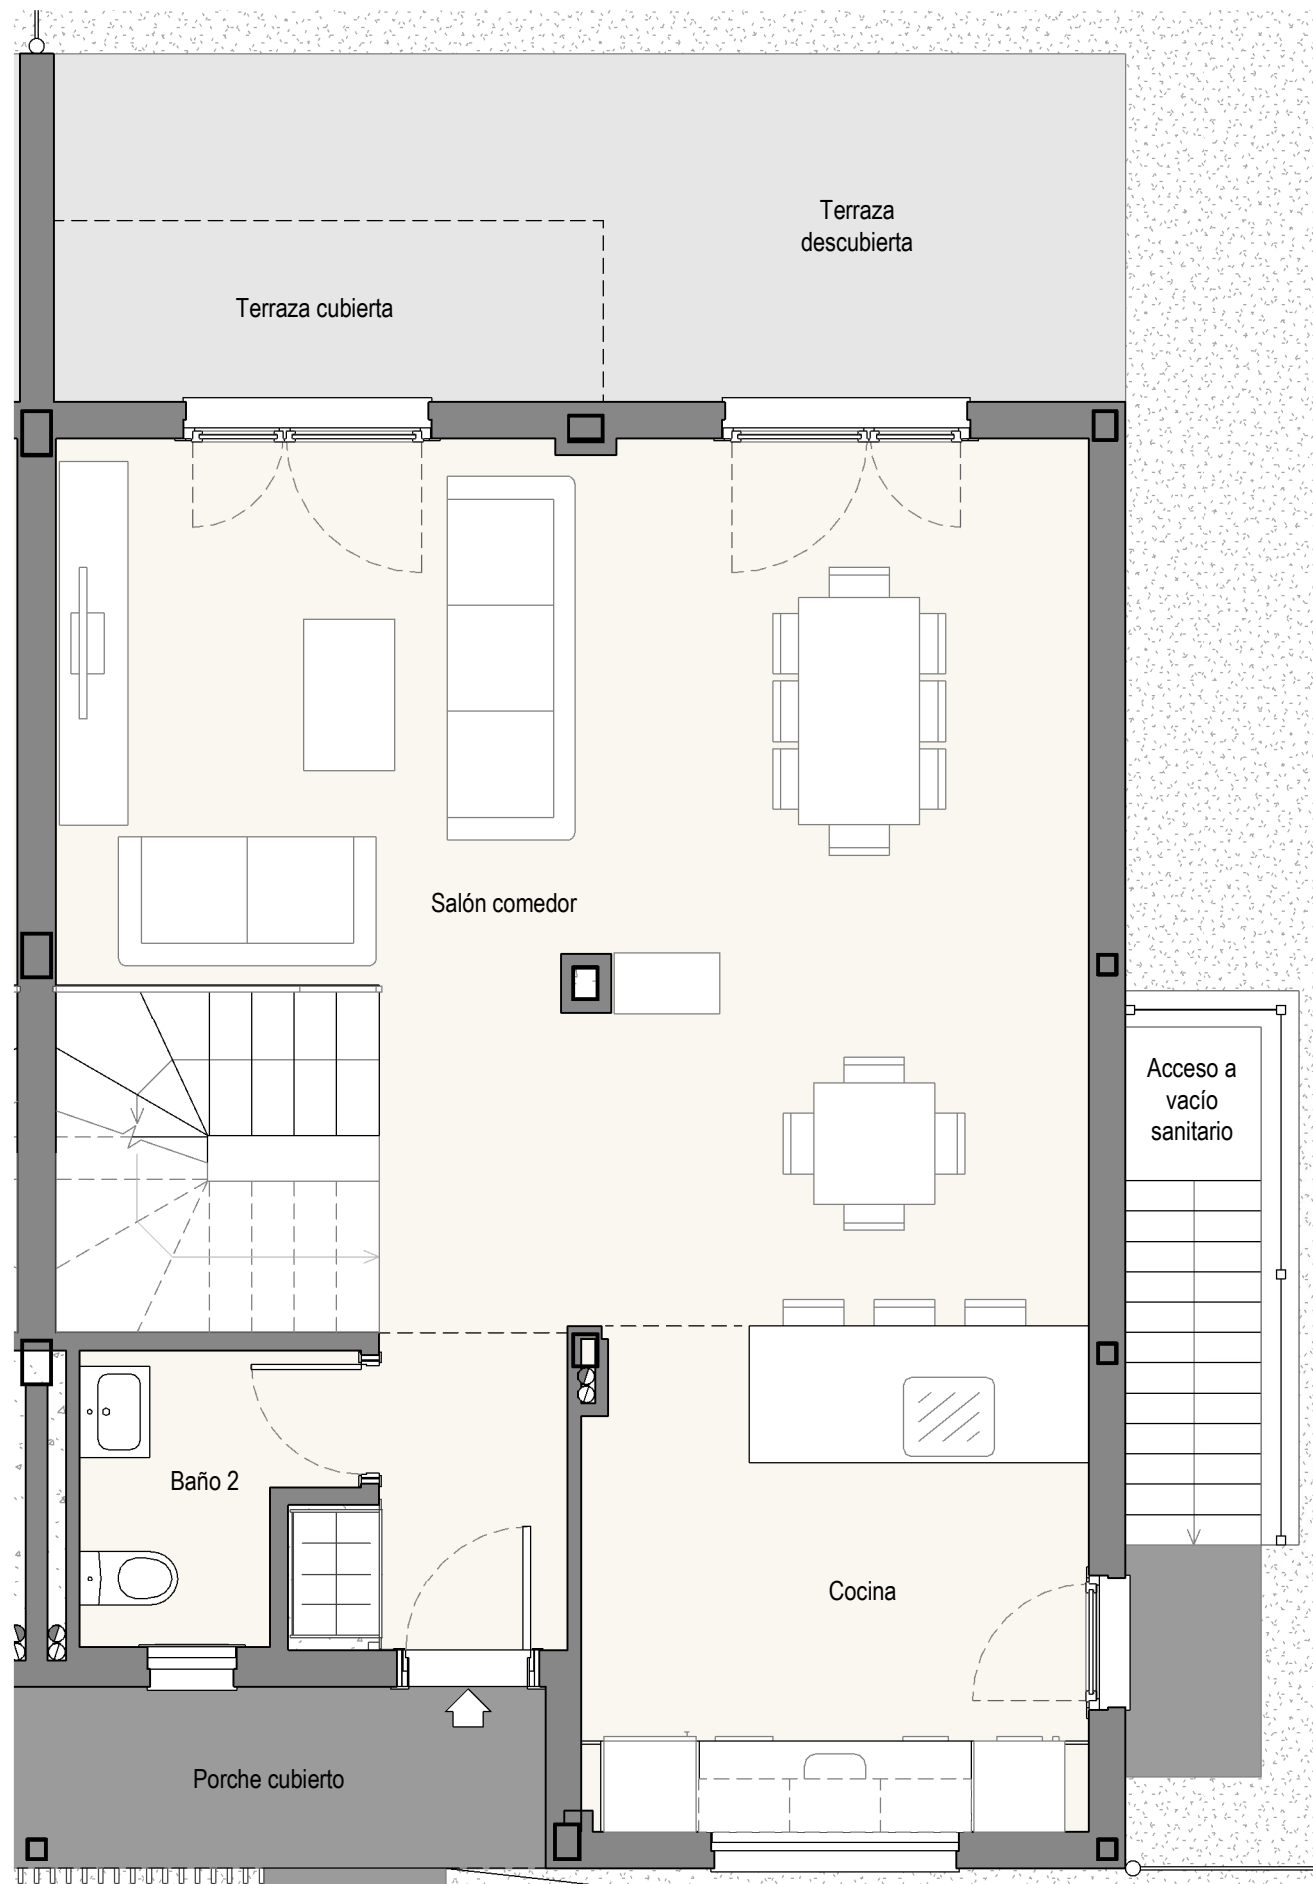 Terraza
descubierta
Terraza cubierta
Salón comedor
Acceso a
vacío
sanitario
Baño 2
Cocina
Porche cubierto